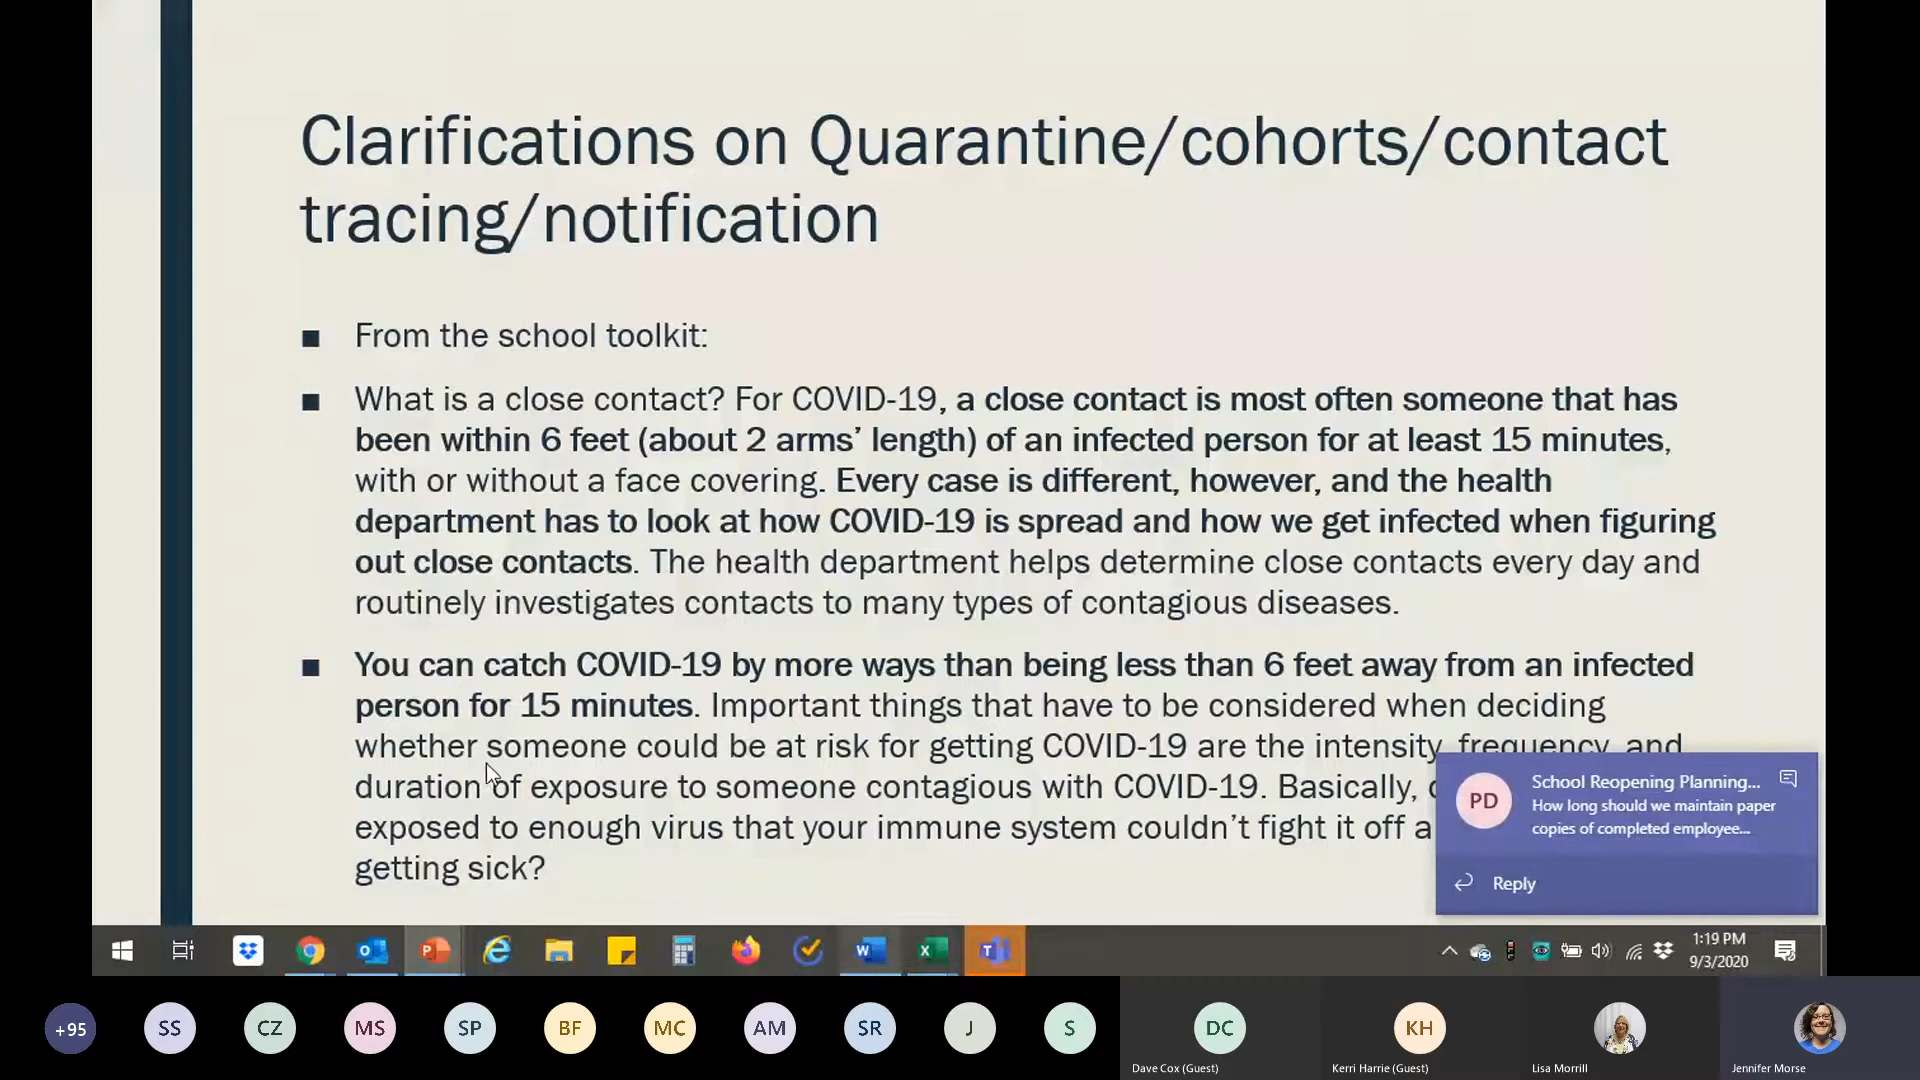 Clarifications on Quarantine/cohorts/contact
tracing/notification
From the school toolkit:
What is a close contact? For COVID-19, a close contact is most often someone that has
been within 6 feet (about 2 arms’ length) of an infected person for at least 15 minutes,
with or without a face covering. Every case is different, however, and the health
department has to look at how COVID-19 is spread and how we get infected when figuring
out close contacts. The health department helps determine close contacts every day and
routinely investigates contacts to many types of contagious diseases.
You can catch COVID-19 by more ways than being less than 6 feet away from an infected
person for 15 minutes. Important things that have to be considered when deciding
whether someone could be at risk for getting COVID-19 are the intensity, frequency, and
duration of exposure to someone contagious with COVID-19. Basically,
exposed to enough virus that your immune system couldn’t fight it off
getting sick?
PD
School Reopening Planning...
How long should we maintain paper
copies of completed employee...
Reply
1:19 PM
9/3/2020
+95
SS
CZ
MS
SP
BF
MC
AM
SR
J
S
DC
KH
Dave Cox (Guest)
Kerri Harrie (Guest)
Lisa Morrill
Jennifer Morse